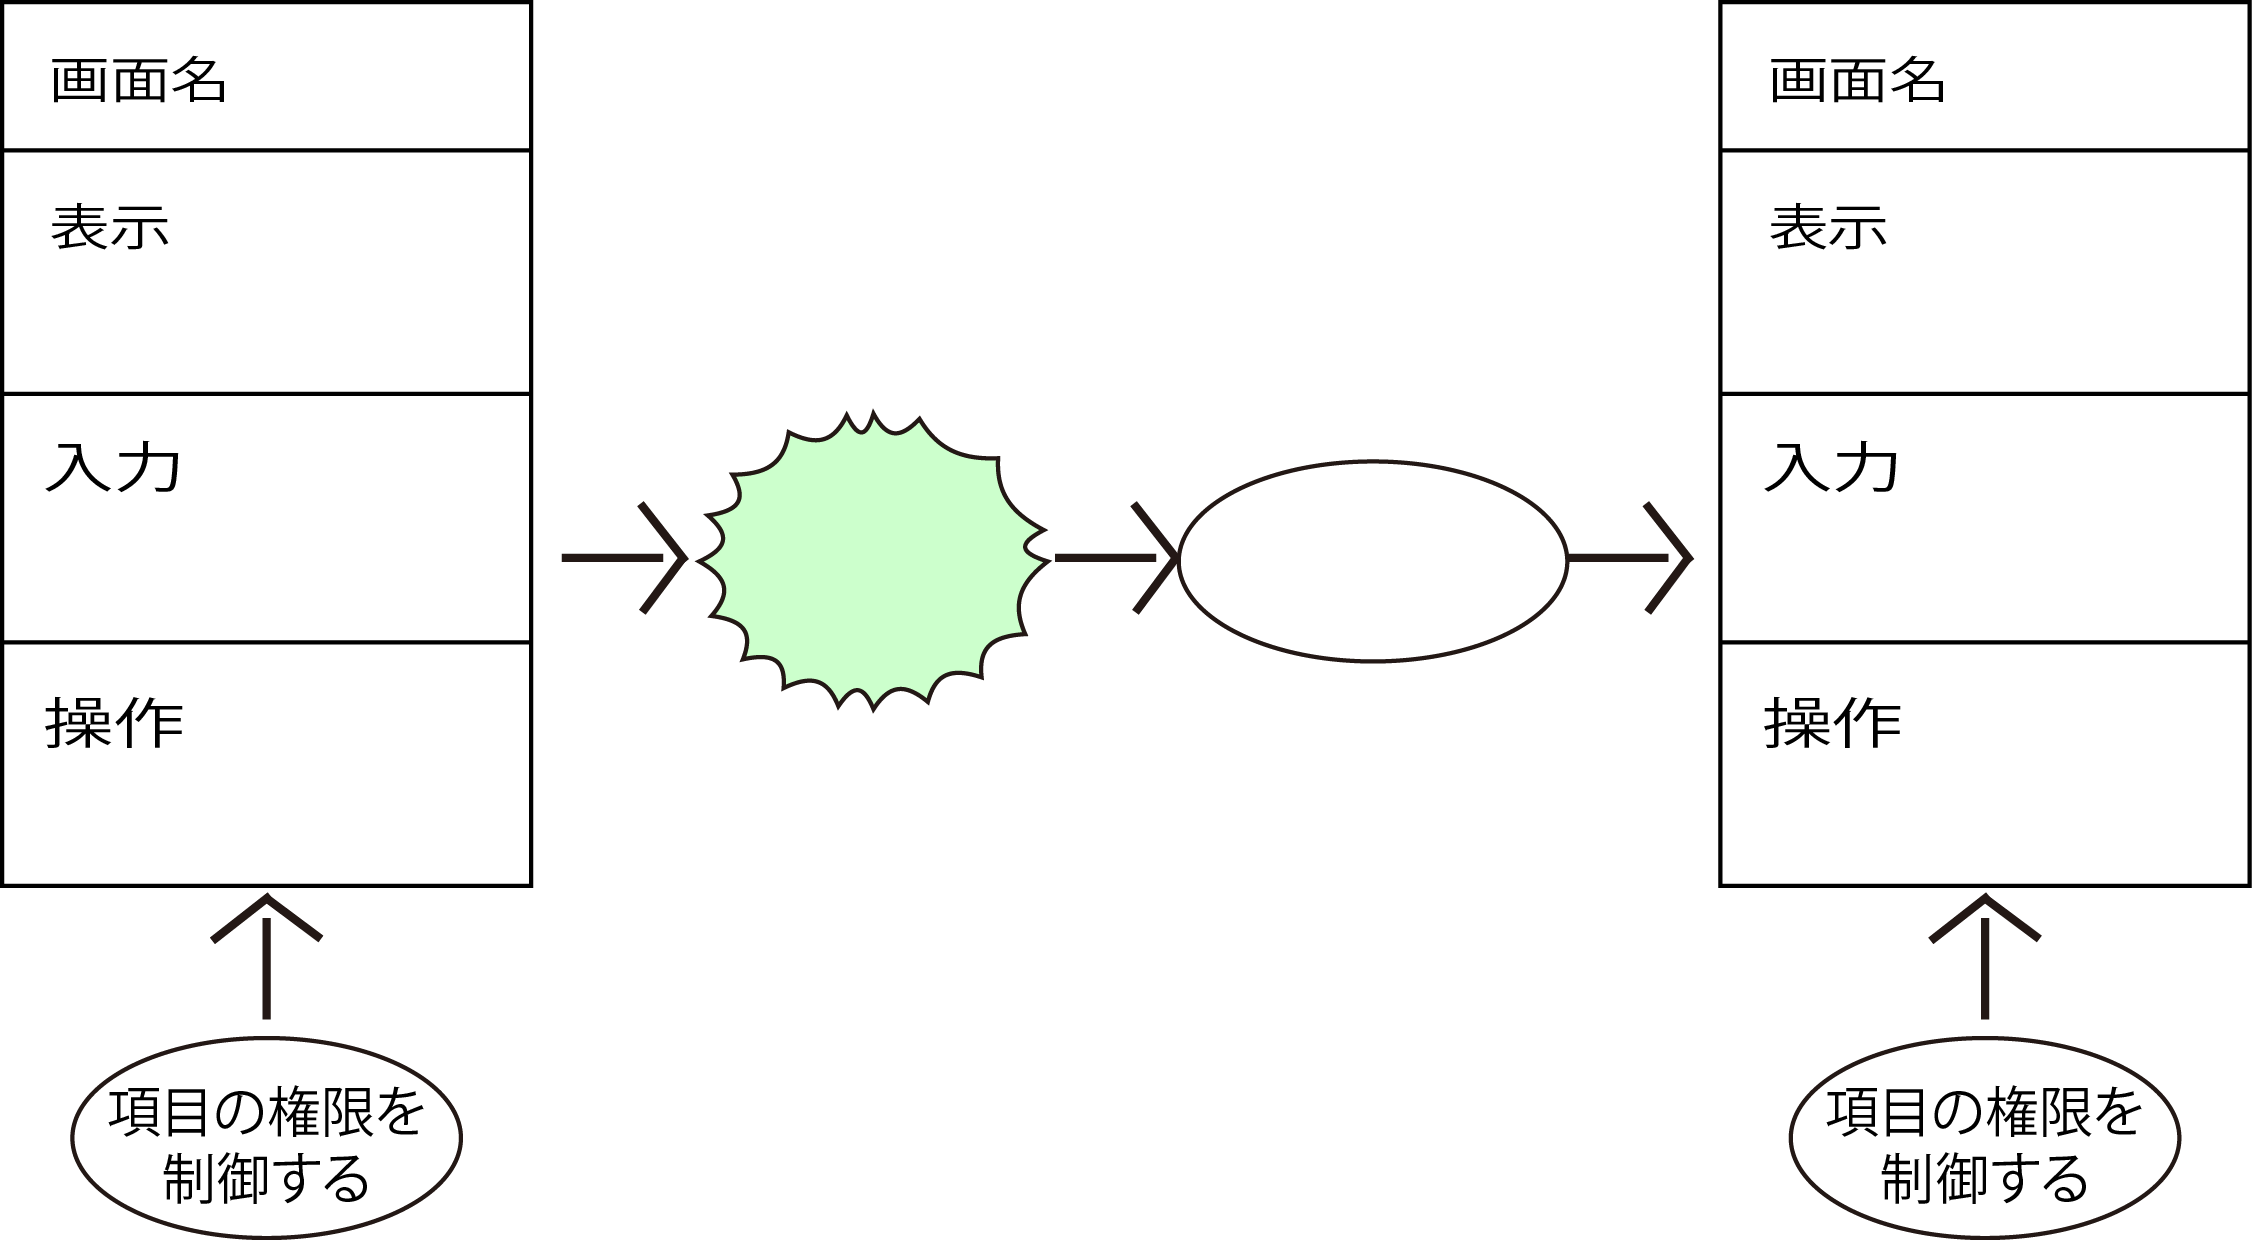 画面名
表示
入力
操作
項目の権限を
制御する
画面名
表示
入力
操作
項目の権限を
制御する